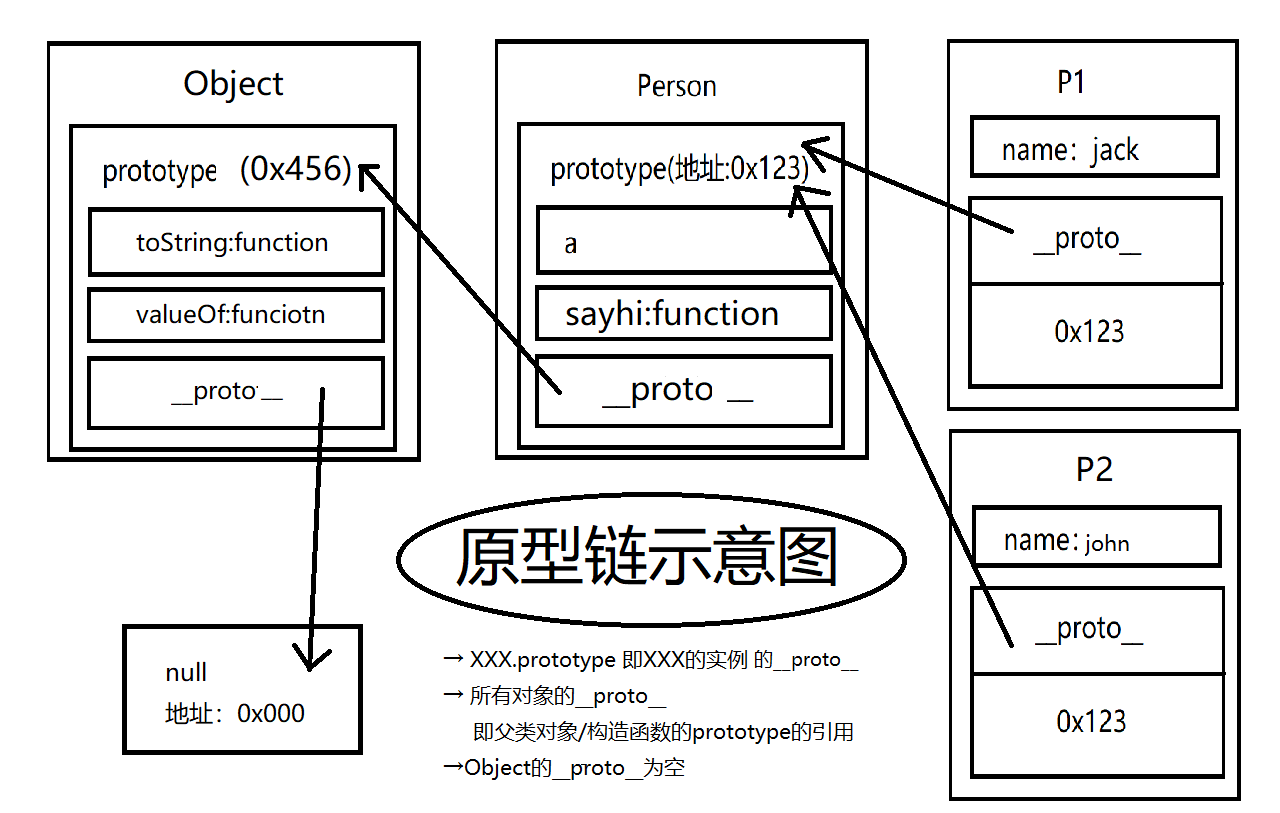 Object
prototype (0x456)
toString:function
valueOf:funciotn
__proto__
null
地址：0x000
Person
prototype(地址:0x123)
a
sayhi:function
__proto __
P1
name：jack
__proto__
0x123
P2
name：john
__proto__
0x123
原型链示意图
→ XXX.prototype 即XXX的实例 的__proto__
→ 所有对象的__proto__
即父类对象/构造函数的prototype的引用
→Object的__proto__为空